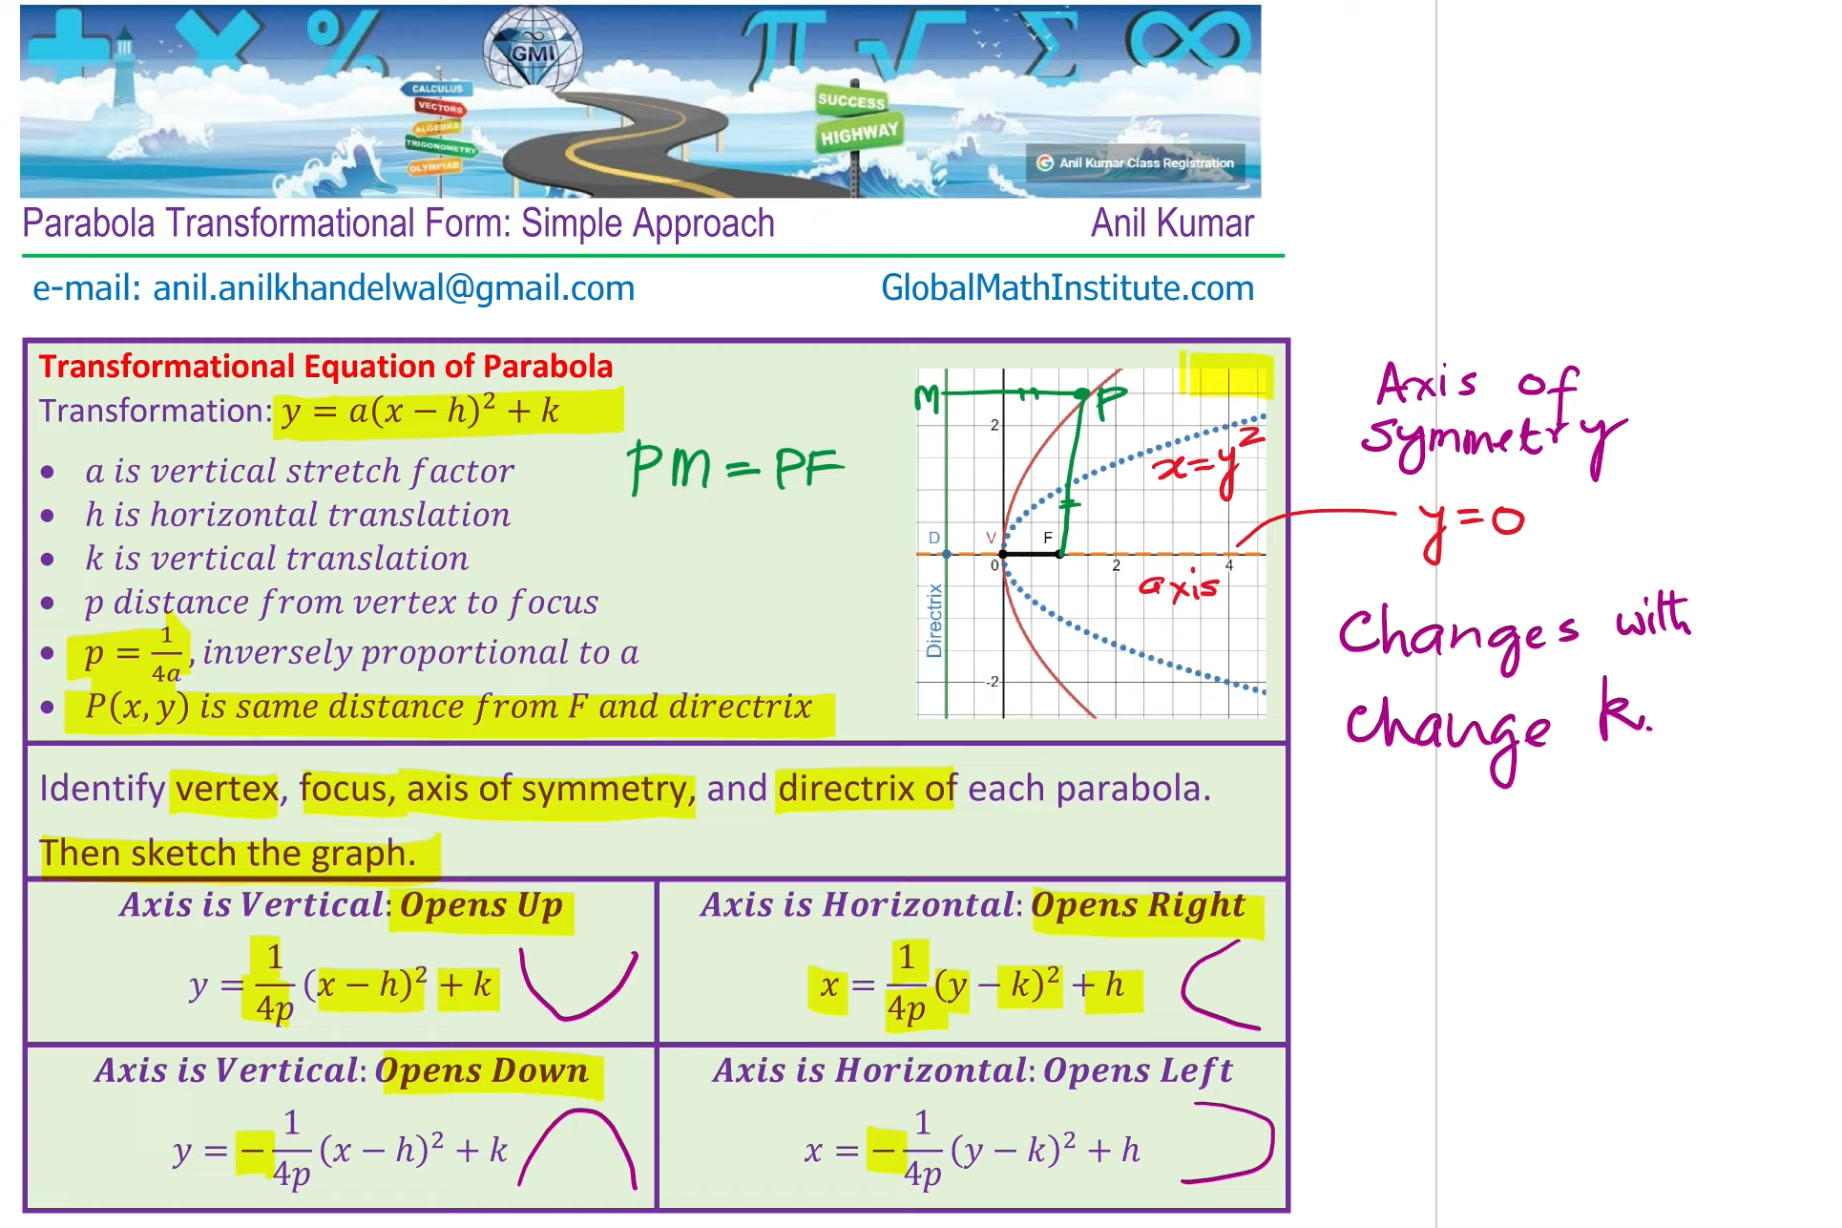 GMI
CALCULUS
VECTORS
ALGEBRA
TRIGONOMETRY
OLYMPIAD
SUCCESS
HIGHWAY
Anil Kumar Class Registration
Parabola Transformational Form: Simple Approach Anil Kumar
e-mail: anil.anilkhandelwal@gmail.com GlobalMathInstitute.com
Transformational Equation of Parabola
Transformation: y = a(x − h)² + k
• a is vertical stretch factor
• h is horizontal translation
• k is vertical translation
• p distance from vertex to focus
• p = 1/4a, inversely proportional to a
• P(x, y) is same distance from F and directrix
PM = PF
M P
2
x = y²
D V F
0 2 4
axis
Directrix
-2
Axis of
symmetry
y = 0
Changes with
change k.
Identify vertex, focus, axis of symmetry, and directrix of each parabola.
Then sketch the graph.
Axis is Vertical: Opens Up
y = 1/4p (x − h)² + k
Axis is Horizontal: Opens Right
x = 1/4p (y − k)² + h
Axis is Vertical: Opens Down
y = − 1/4p (x − h)² + k
Axis is Horizontal: Opens Left
x = − 1/4p (y − k)² + h